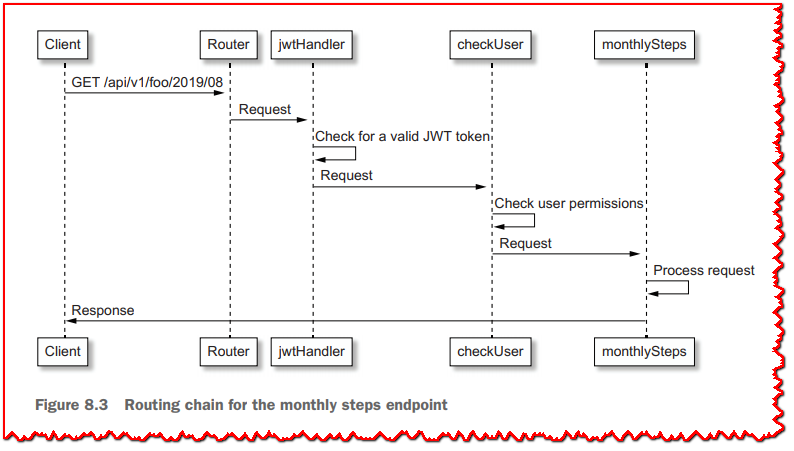 Client Router jwtHandler checkUser monthlySteps
GET /api/v1/foo/2019/08
Request
Check for a valid JWT token
Request
Check user permissions
Request
Process request
Response
Client Router jwtHandler checkUser monthlySteps
Figure 8.3 Routing chain for the monthly steps endpoint